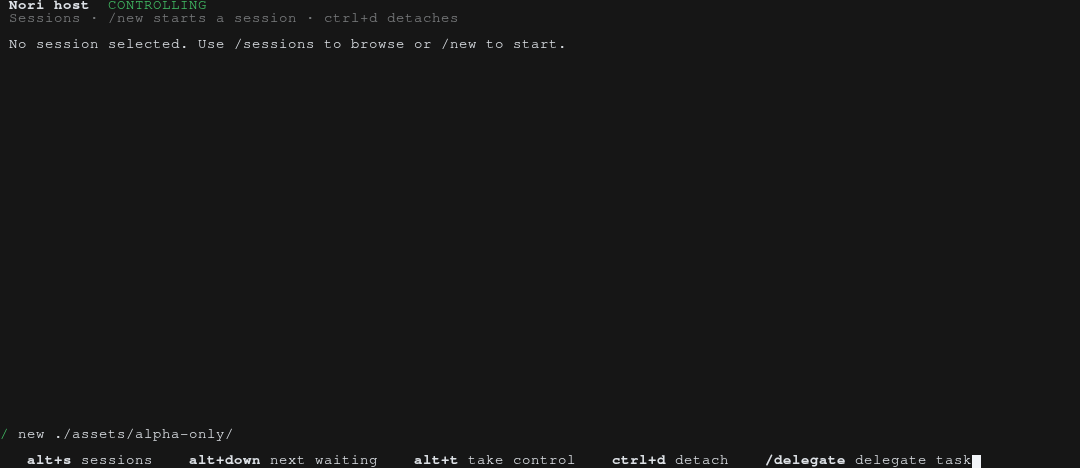 Nori host  CONTROLLING
Sessions · /new starts a session · ctrl+d detaches
No session selected. Use /sessions to browse or /new to start.
/ new ./assets/alpha-only/
alt+s sessions    alt+down next waiting    alt+t take control    ctrl+d detach    /delegate delegate task